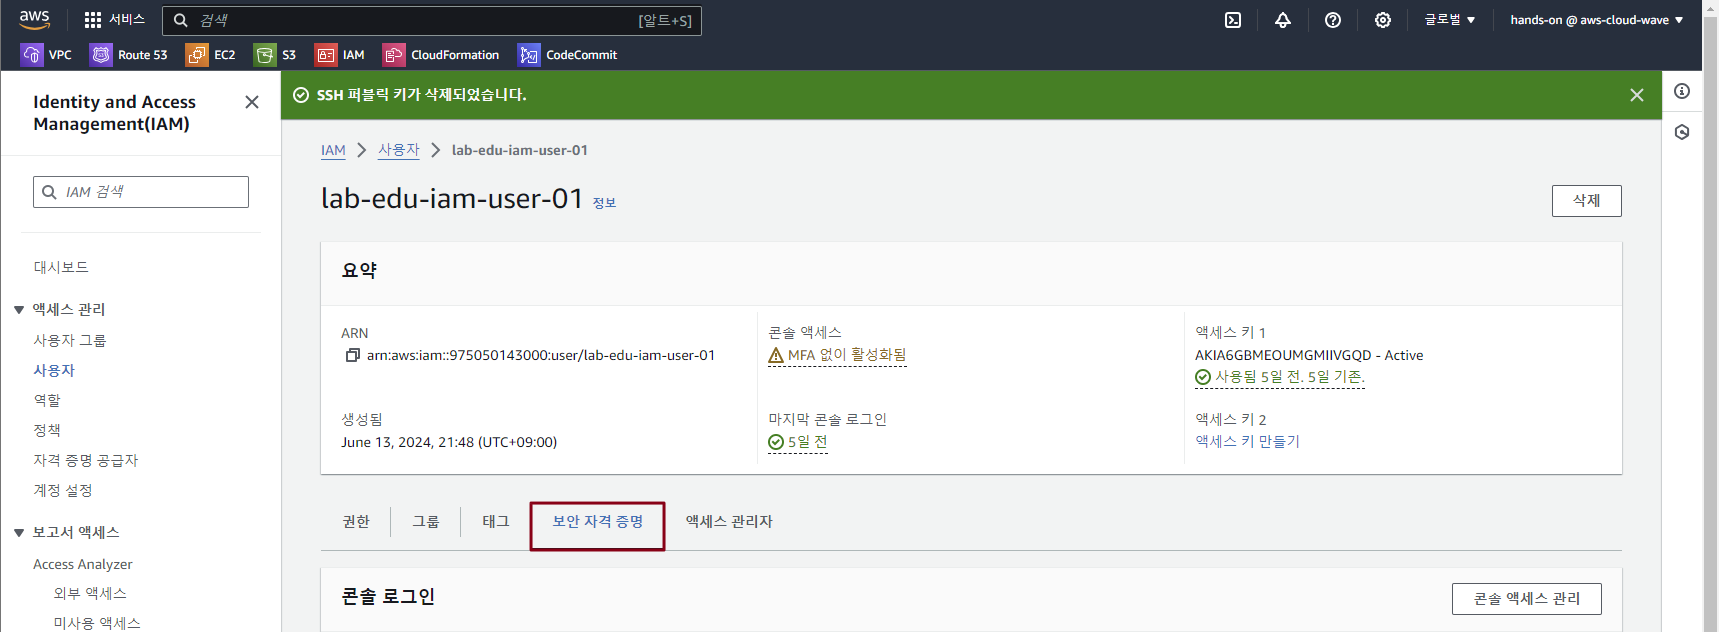 aws
서비스
검색
[알트+S]
글로벌 ▼
hands-on @ aws-cloud-wave ▼
VPC
Route 53
EC2
S3
IAM
CloudFormation
CodeCommit
Identity and Access
Management(IAM)
IAM 검색
대시보드
▼ 액세스 관리
사용자 그룹
사용자
역할
정책
자격 증명 공급자
계정 설정
▼ 보고서 액세스
Access Analyzer
외부 액세스
미사용 액세스
SSH 퍼블릭 키가 삭제되었습니다.
IAM > 사용자 > lab-edu-iam-user-01
lab-edu-iam-user-01 정보
삭제
요약
ARN
arn:aws:iam::975050143000:user/lab-edu-iam-user-01
생성됨
June 13, 2024, 21:48 (UTC+09:00)
콘솔 액세스
MFA 없이 활성화됨
마지막 콘솔 로그인
5일 전
액세스 키 1
AKIA6GBMEOUMGMIIVGQD - Active
사용됨 5일 전. 5일 기존.
액세스 키 2
액세스 키 만들기
권한
그룹
태그
보안 자격 증명
액세스 관리자
콘솔 로그인
콘솔 액세스 관리